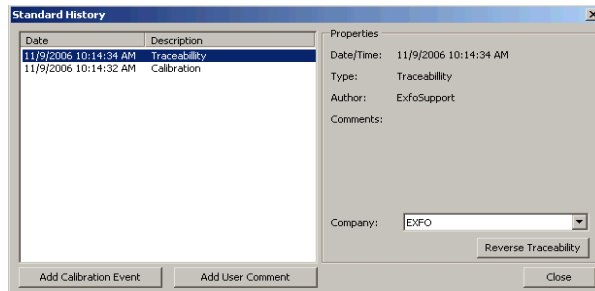 Standard History
Date Description
11/9/2006 10:14:34 AM Traceabillity
11/9/2006 10:14:32 AM Calibration
Properties
Date/Time: 11/9/2006 10:14:34 AM
Type: Traceabillity
Author: ExfoSupport
Comments:
Company: EXFO
Reverse Traceability
Add Calibration Event Add User Comment Close